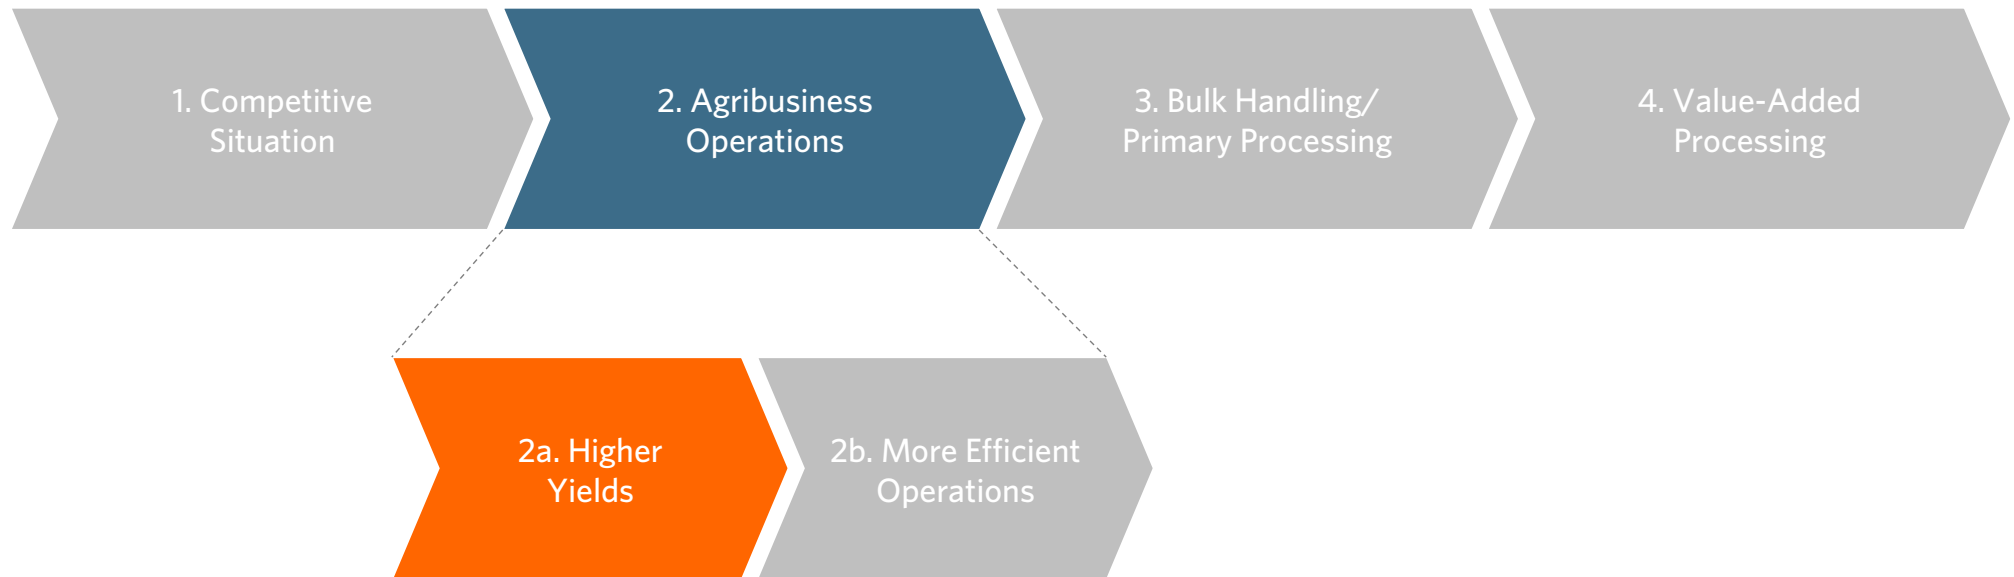 1. Competitive
Situation
2. Agribusiness
Operations
3. Bulk Handling/
Primary Processing
4. Value-Added
Processing
2a. Higher
Yields
2b. More Efficient
Operations